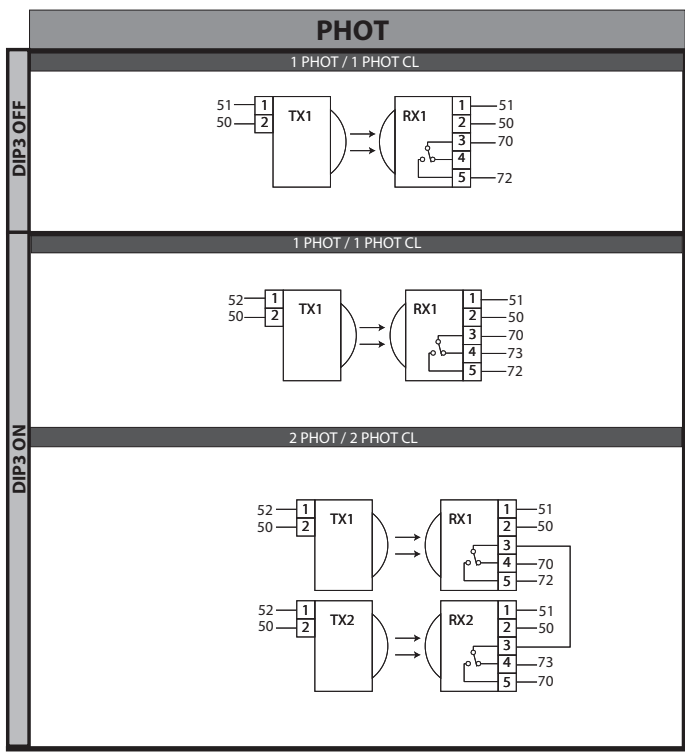 PHOT
DIP3 OFF
1 PHOT / 1 PHOT CL
51 1 TX1 RX1 1 51
50 2 2 50
3 70
4
5 72
DIP3 ON
1 PHOT / 1 PHOT CL
52 1 TX1 RX1 1 51
50 2 2 50
3 70
4 73
5 72
2 PHOT / 2 PHOT CL
52 1 TX1 RX1 1 51
50 2 2 50
3
4 70
5 72
52 1 TX2 RX2 1 51
50 2 2 50
3
4 73
5 70